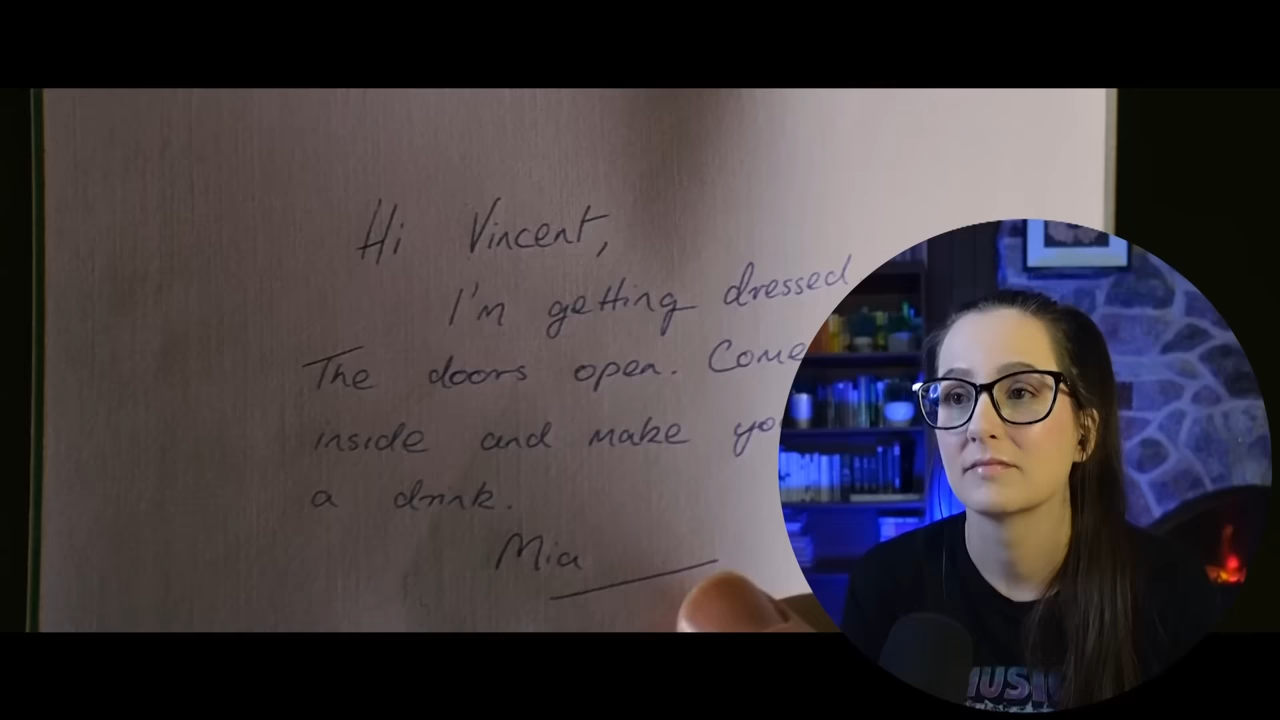 Hi Vincent,
I'm getting dressed
The doors open. Come
inside and make
a drink.
Mia